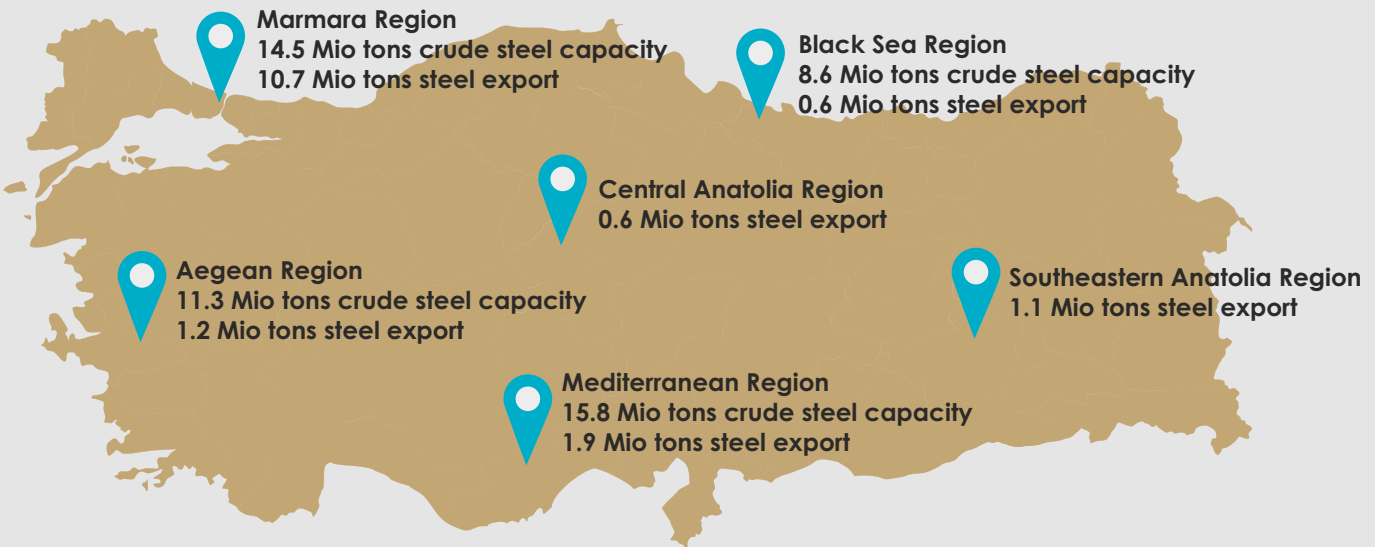 Marmara Region
14.5 Mio tons crude steel capacity
10.7 Mio tons steel export
Black Sea Region
8.6 Mio tons crude steel capacity
0.6 Mio tons steel export
Central Anatolia Region
0.6 Mio tons steel export
Aegean Region
11.3 Mio tons crude steel capacity
1.2 Mio tons steel export
Southeastern Anatolia Region
1.1 Mio tons steel export
Mediterranean Region
15.8 Mio tons crude steel capacity
1.9 Mio tons steel export